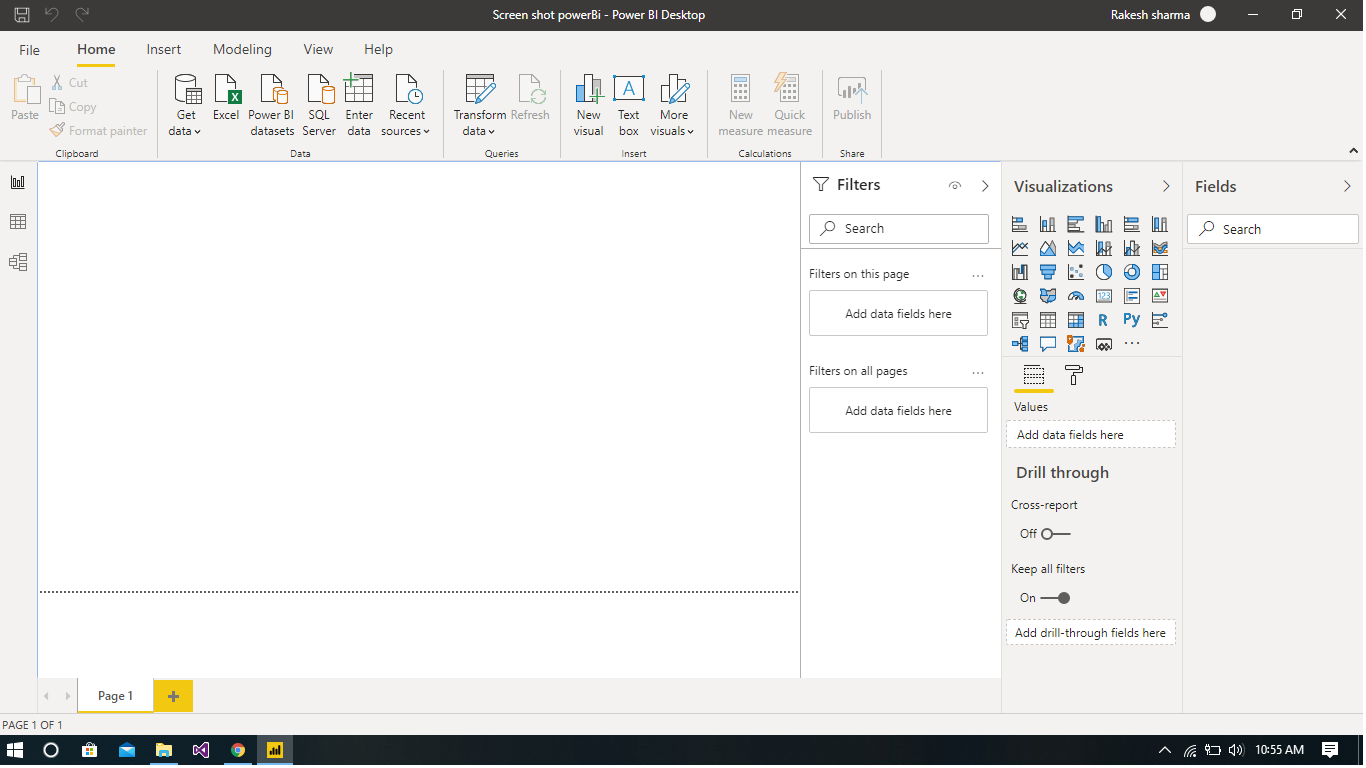 Screen shot powerBi - Power BI Desktop
Rakesh sharma
File Home Insert Modeling View Help
Paste
Cut
Copy
Format painter
Clipboard
Get data
Excel
Power BI datasets
SQL Server
Enter data
Recent sources
Data
Transform data
Refresh
Queries
New visual
Text box
More visuals
Insert
New measure
Quick measure
Calculations
Publish
Share
Filters
Search
Filters on this page
...
Add data fields here
Filters on all pages
...
Add data fields here
Visualizations
123
R
Py
...
Values
Add data fields here
Drill through
Cross-report
Off
Keep all filters
On
Add drill-through fields here
Fields
Search
Page 1
PAGE 1 OF 1
10:55 AM